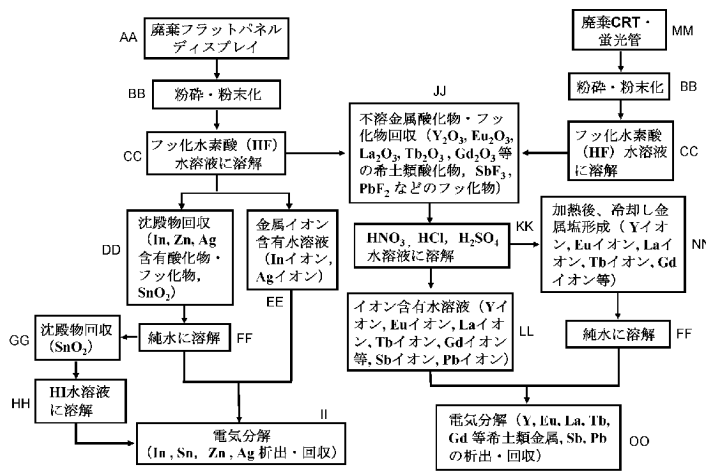 AA
廃棄フラットパネル
ディスプレイ
BB
粉砕・粉末化
CC
フッ化水素酸（HF）
水溶液に溶解
DD
沈殿物回収
（In, Zn, Ag
含有酸化物・
フッ化物,
SnO₂）
金属イオン
含有水溶液
（Inイオン,
Agイオン）
EE
GG
沈殿物回収
（SnO₂）
純水に溶解
FF
HH
HI水溶液
に溶解
II
電気分解
（In , Sn, Zn , Ag 析出・回収）
JJ
不溶金属酸化物・フッ
化物回収（Y₂O₃, Eu₂O₃,
La₂O₃, Tb₂O₃ , Gd₂O₃ 等
の希土類酸化物, SbF₃,
PbF₂ などのフッ化物）
廃棄CRT・
蛍光管
MM
粉砕・粉末化
BB
フッ化水素酸
（HF）水溶液
に溶解
CC
HNO₃, HCl, H₂SO₄
水溶液に溶解
KK
加熱後、冷却し金
属塩形成（ Yイオ
ン, Euイオン, Laイ
オン, Tbイオン, Gd
イオン等）
NN
イオン含有水溶液（Yイ
オン, Euイオン, Laイオ
ン, Tbイオン, Gdイオン
等, Sbイオン, Pbイオン）
LL
純水に溶解
FF
電気分解（Y, Eu, La, Tb,
Gd 等希土類金属, Sb, Pb
の析出・回収）
OO